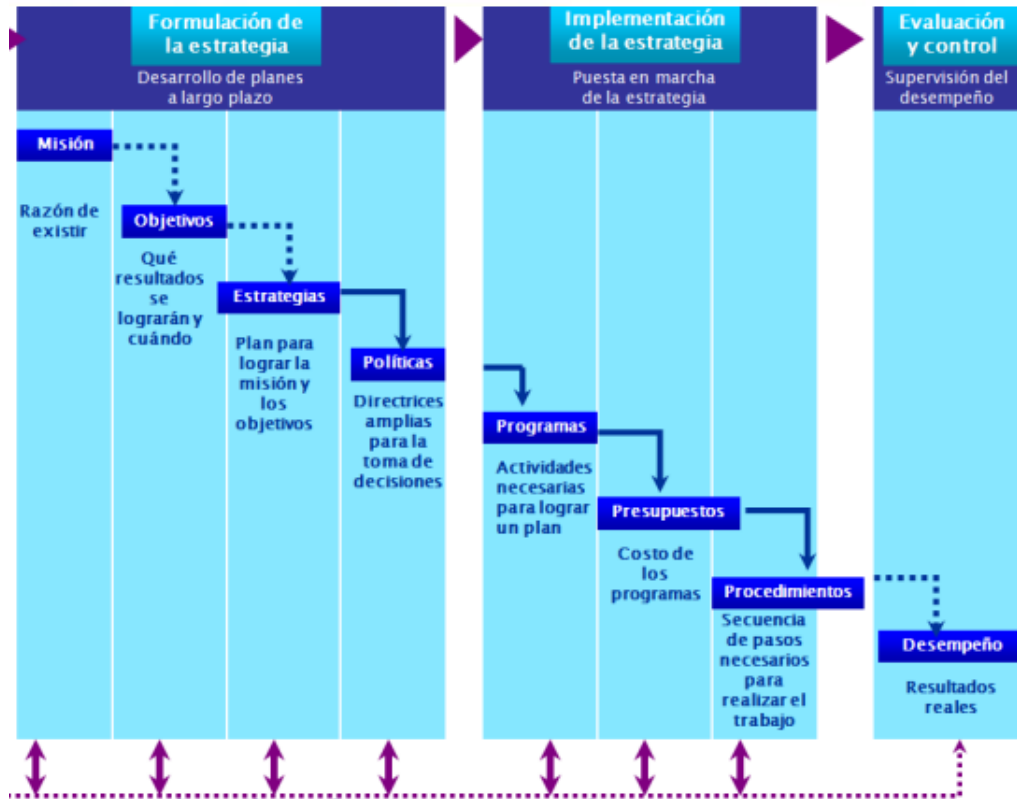 Formulación de
la estrategia
Desarrollo de planes
a largo plazo
Misión
Razón de
existir
Objetivos
Qué
resultados
se
lograrán y
cuándo
Estrategias
Plan para
lograr la
misión y
los
objetivos
Políticas
Directrices
amplias
para la
toma de
decisiones
Implementación
de la estrategia
Puesta en marcha
de la estrategia
Programas
Actividades
necesarias
para lograr
un plan
Presupuestos
Costo de
los
programas
Procedimientos
Secuencia
de pasos
necesarios
para
realizar el
trabajo
Evaluación
y control
Supervisión del
desempeño
Desempeño
Resultados
reales